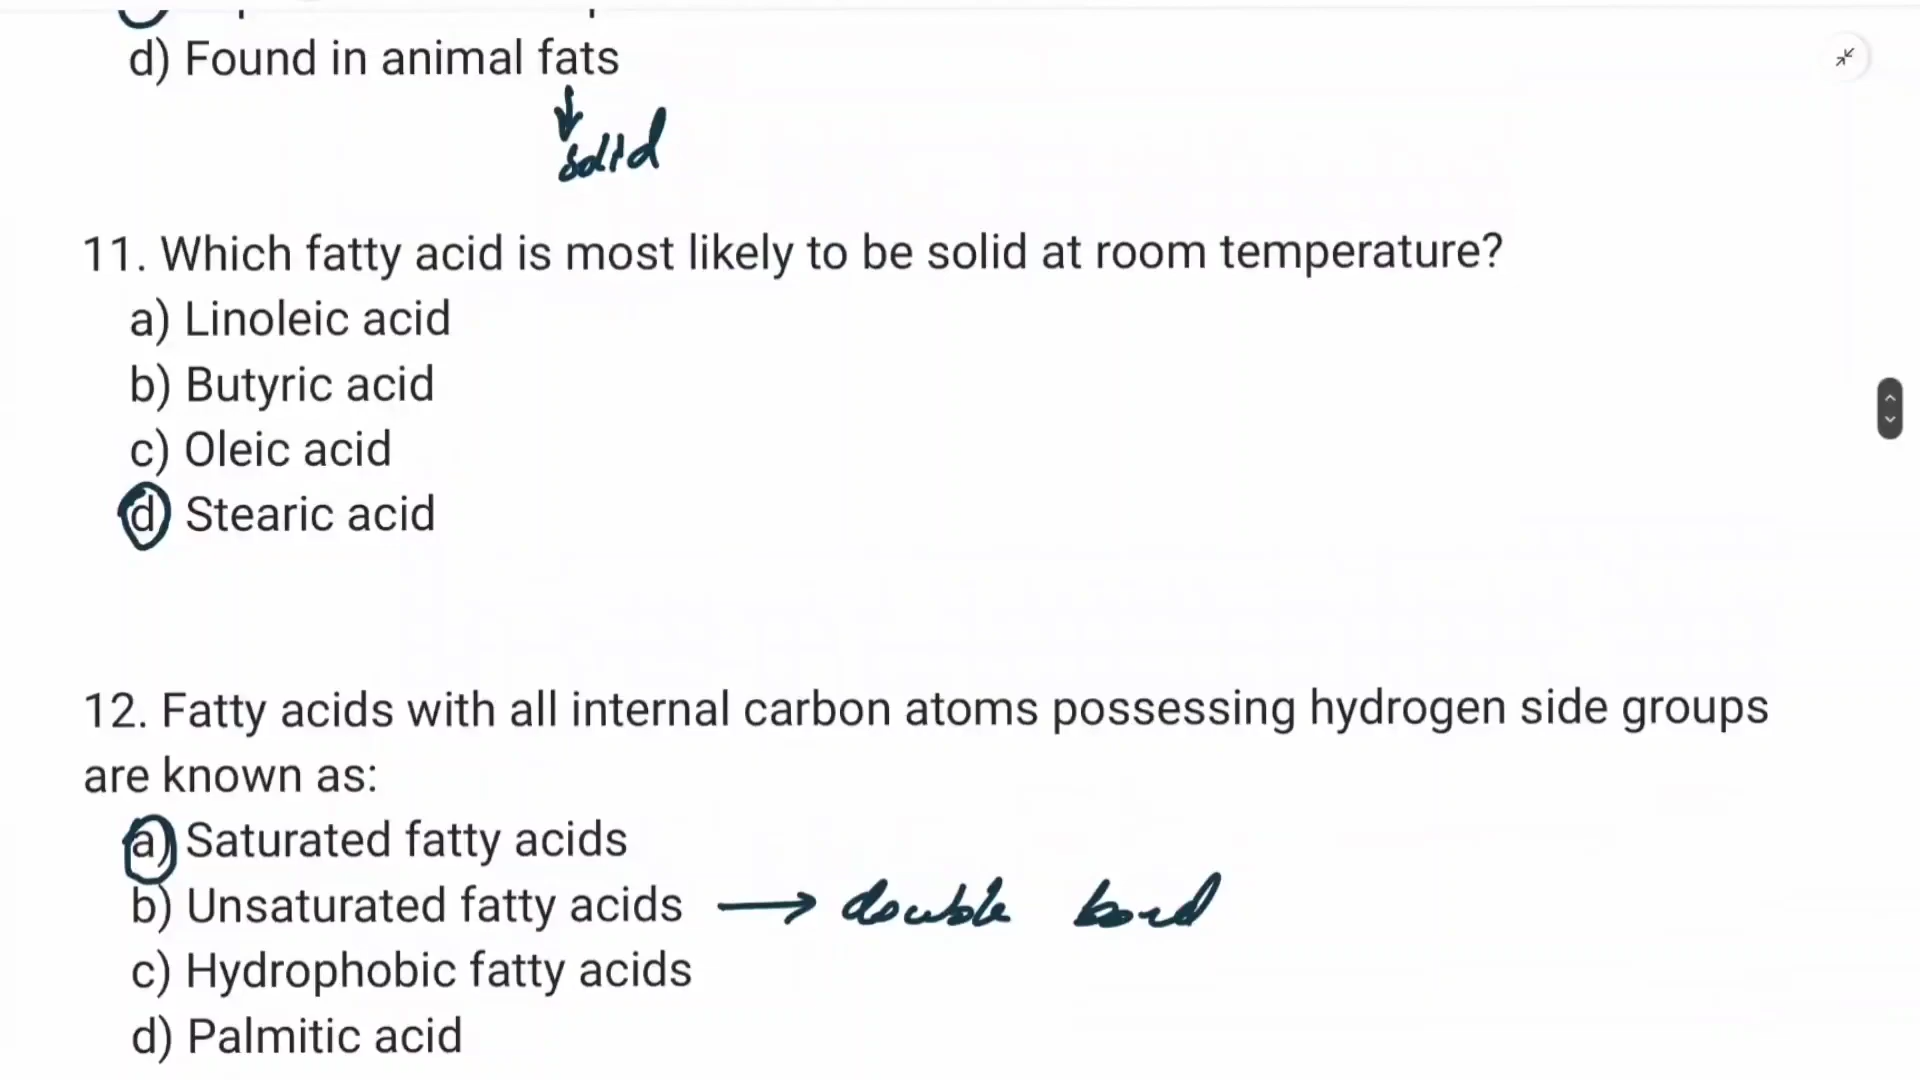 d) Found in animal fats
solid
11. Which fatty acid is most likely to be solid at room temperature?
a) Linoleic acid
b) Butyric acid
c) Oleic acid
d) Stearic acid
12. Fatty acids with all internal carbon atoms possessing hydrogen side groups
are known as:
a) Saturated fatty acids
b) Unsaturated fatty acids → double bond
c) Hydrophobic fatty acids
d) Palmitic acid